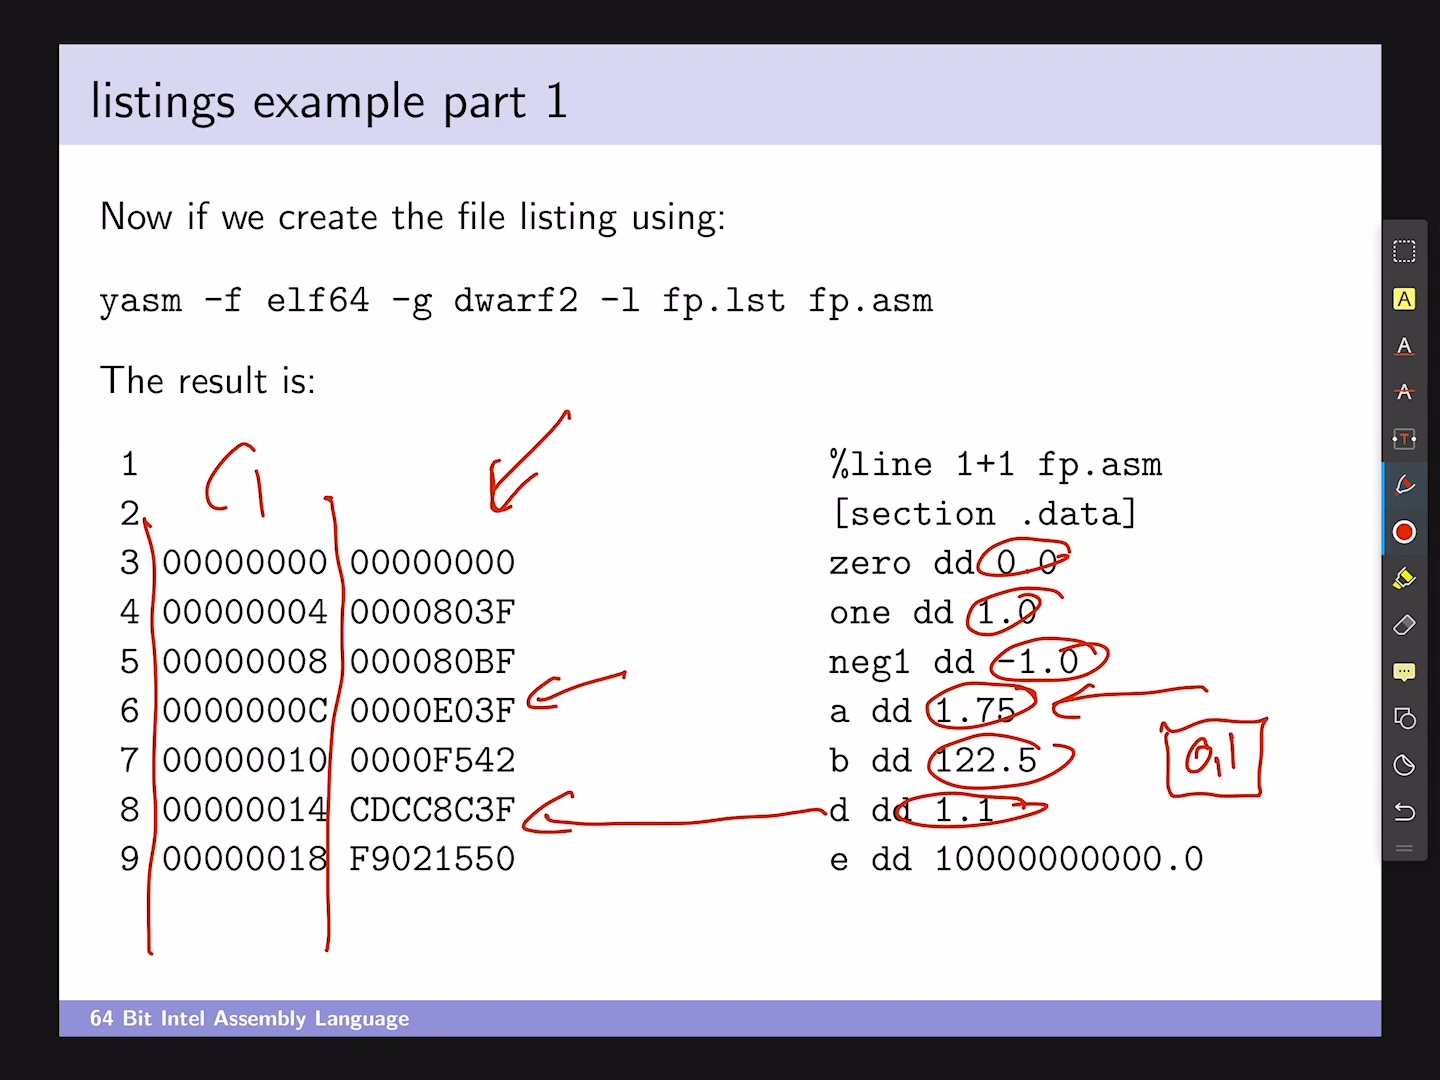 listings example part 1
Now if we create the file listing using:
yasm -f elf64 -g dwarf2 -l fp.lst fp.asm
The result is:
1 %line 1+1 fp.asm
2 [section .data]
3 00000000 00000000 zero dd 0.0
4 00000004 0000803F one dd 1.0
5 00000008 000080BF neg1 dd -1.0
6 0000000C 0000E03F a dd 1.75
7 00000010 0000F542 b dd 122.5
0,1
8 00000014 CDCC8C3F d dd 1.1
9 00000018 F9021550 e dd 10000000000.0
64 Bit Intel Assembly Language